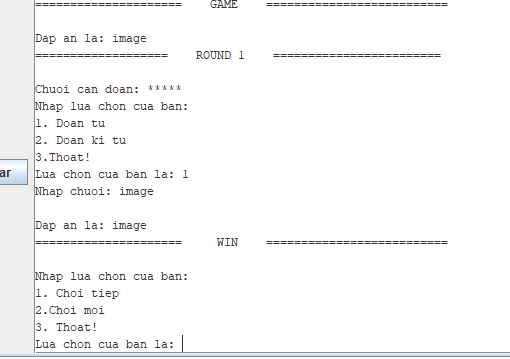 ===================== GAME ==========================
Dap an la: image
=================== ROUND 1 ========================
Chuoi can doan: *****
Nhap lua chon cua ban:
1. Doan tu
2. Doan ki tu
3.Thoat!
ar
Lua chon cua ban la: 1
Nhap chuoi: image
Dap an la: image
===================== WIN ==========================
Nhap lua chon cua ban:
1. Choi tiep
2.Choi moi
3. Thoat!
Lua chon cua ban la: